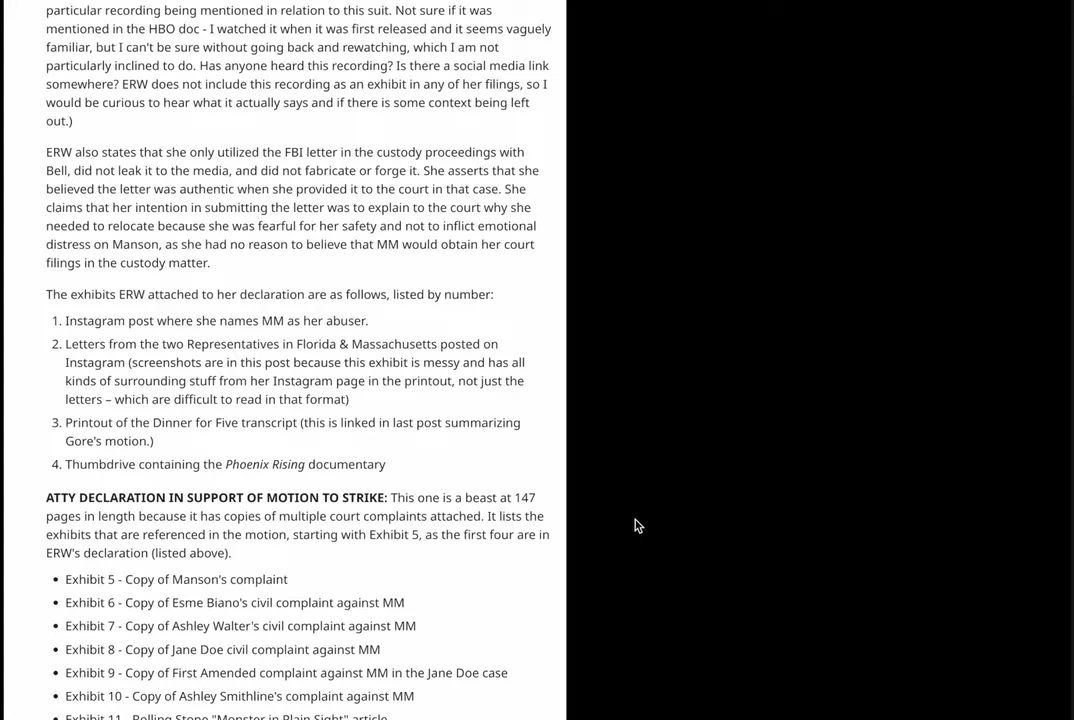 particular recording being mentioned in relation to this suit. Not sure if it was
mentioned in the HBO doc - I watched it when it was first released and it seems vaguely
familiar, but I can't be sure without going back and rewatching, which I am not
particularly inclined to do. Has anyone heard this recording? Is there a social media link
somewhere? ERW does not include this recording as an exhibit in any of her filings, so I
would be curious to hear what it actually says and if there is some context being left
out.)
ERW also states that she only utilized the FBI letter in the custody proceedings with
Bell, did not leak it to the media, and did not fabricate or forge it. She asserts that she
believed the letter was authentic when she provided it to the court in that case. She
claims that her intention in submitting the letter was to explain to the court why she
needed to relocate because she was fearful for her safety and not to inflict emotional
distress on Manson, as she had no reason to believe that MM would obtain her court
filings in the custody matter.
The exhibits ERW attached to her declaration are as follows, listed by number:
1. Instagram post where she names MM as her abuser.
2. Letters from the two Representatives in Florida & Massachusetts posted on
Instagram (screenshots are in this post because this exhibit is messy and has all
kinds of surrounding stuff from her Instagram page in the printout, not just the
letters – which are difficult to read in that format)
3. Printout of the Dinner for Five transcript (this is linked in last post summarizing
Gore's motion.)
4. Thumbdrive containing the Phoenix Rising documentary
ATTY DECLARATION IN SUPPORT OF MOTION TO STRIKE: This one is a beast at 147
pages in length because it has copies of multiple court complaints attached. It lists the
exhibits that are referenced in the motion, starting with Exhibit 5, as the first four are in
ERW's declaration (listed above).
• Exhibit 5 - Copy of Manson's complaint
• Exhibit 6 - Copy of Esme Biano's civil complaint against MM
• Exhibit 7 - Copy of Ashley Walter's civil complaint against MM
• Exhibit 8 - Copy of Jane Doe civil complaint against MM
• Exhibit 9 - Copy of First Amended complaint against MM in the Jane Doe case
• Exhibit 10 - Copy of Ashley Smithline's complaint against MM
• Exhibit 11 - Rolling Stone "Monster in Plain Sight" article